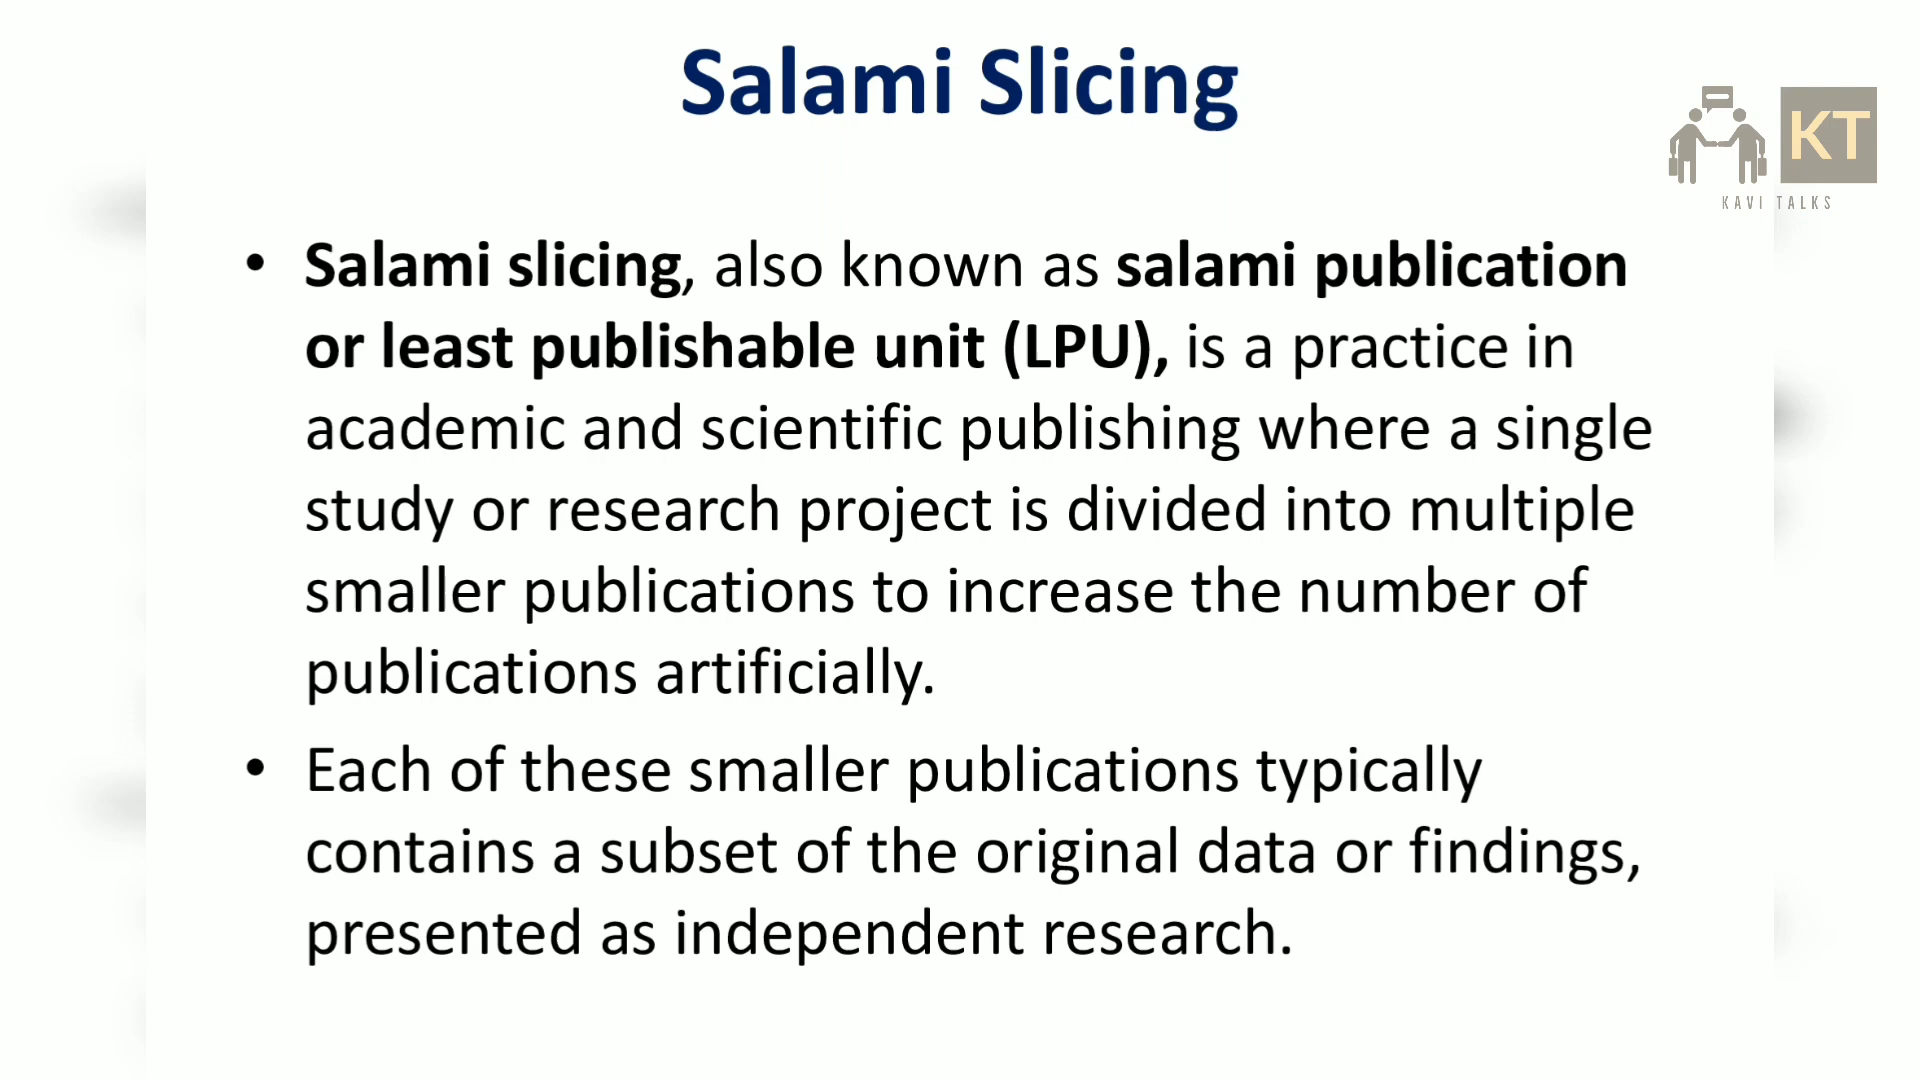 Salami Slicing
KT
KAVI TALKS
• Salami slicing, also known as salami publication
or least publishable unit (LPU), is a practice in
academic and scientific publishing where a single
study or research project is divided into multiple
smaller publications to increase the number of
publications artificially.
• Each of these smaller publications typically
contains a subset of the original data or findings,
presented as independent research.